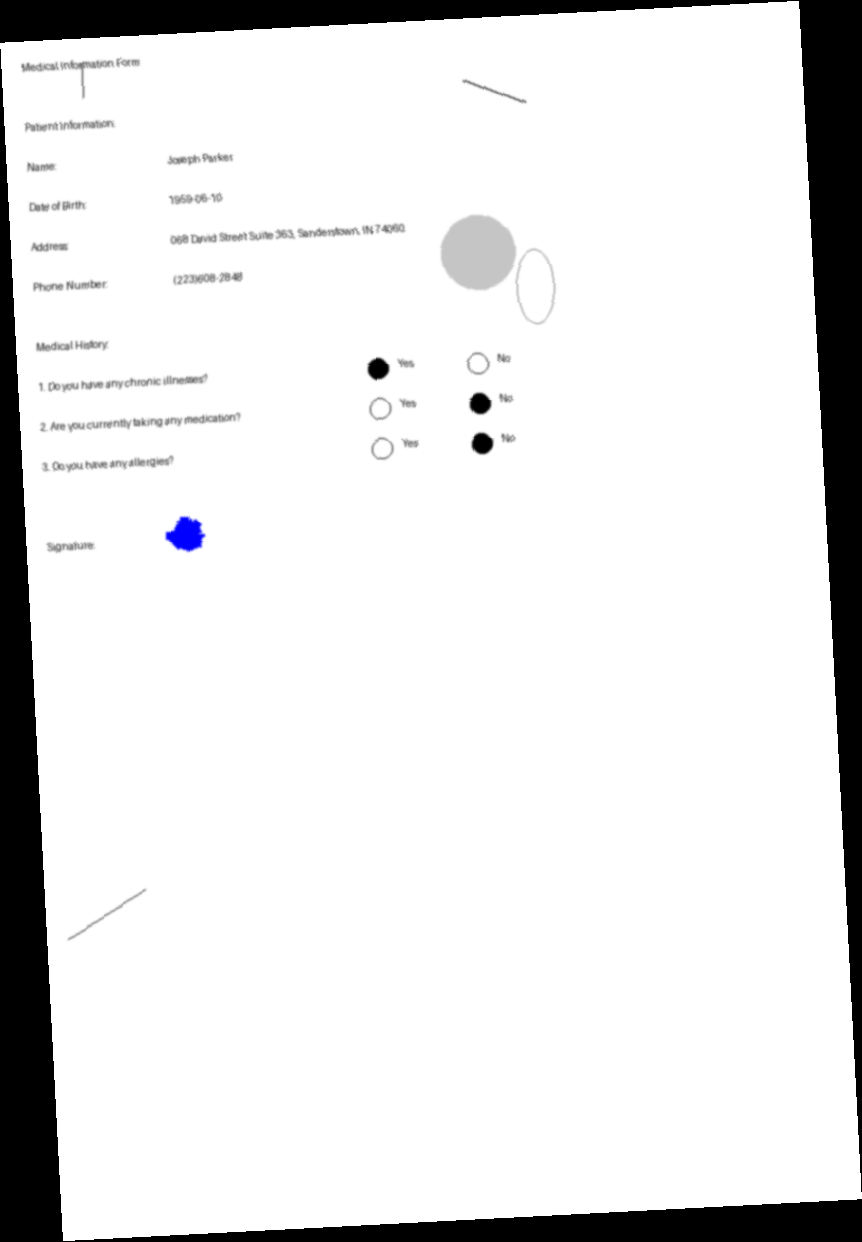 Medical Information Form
Patient Information:
Name: Joseph Parker
Date of Birth: 1959-06-10
Address: 068 David Street Suite 363, Sanderstown, IN 74060
Phone Number: (223)608-2848
Medical History:
1. Do you have any chronic illnesses? Yes No
2. Are you currently taking any medication? Yes No
3. Do you have any allergies? Yes No
Signature: